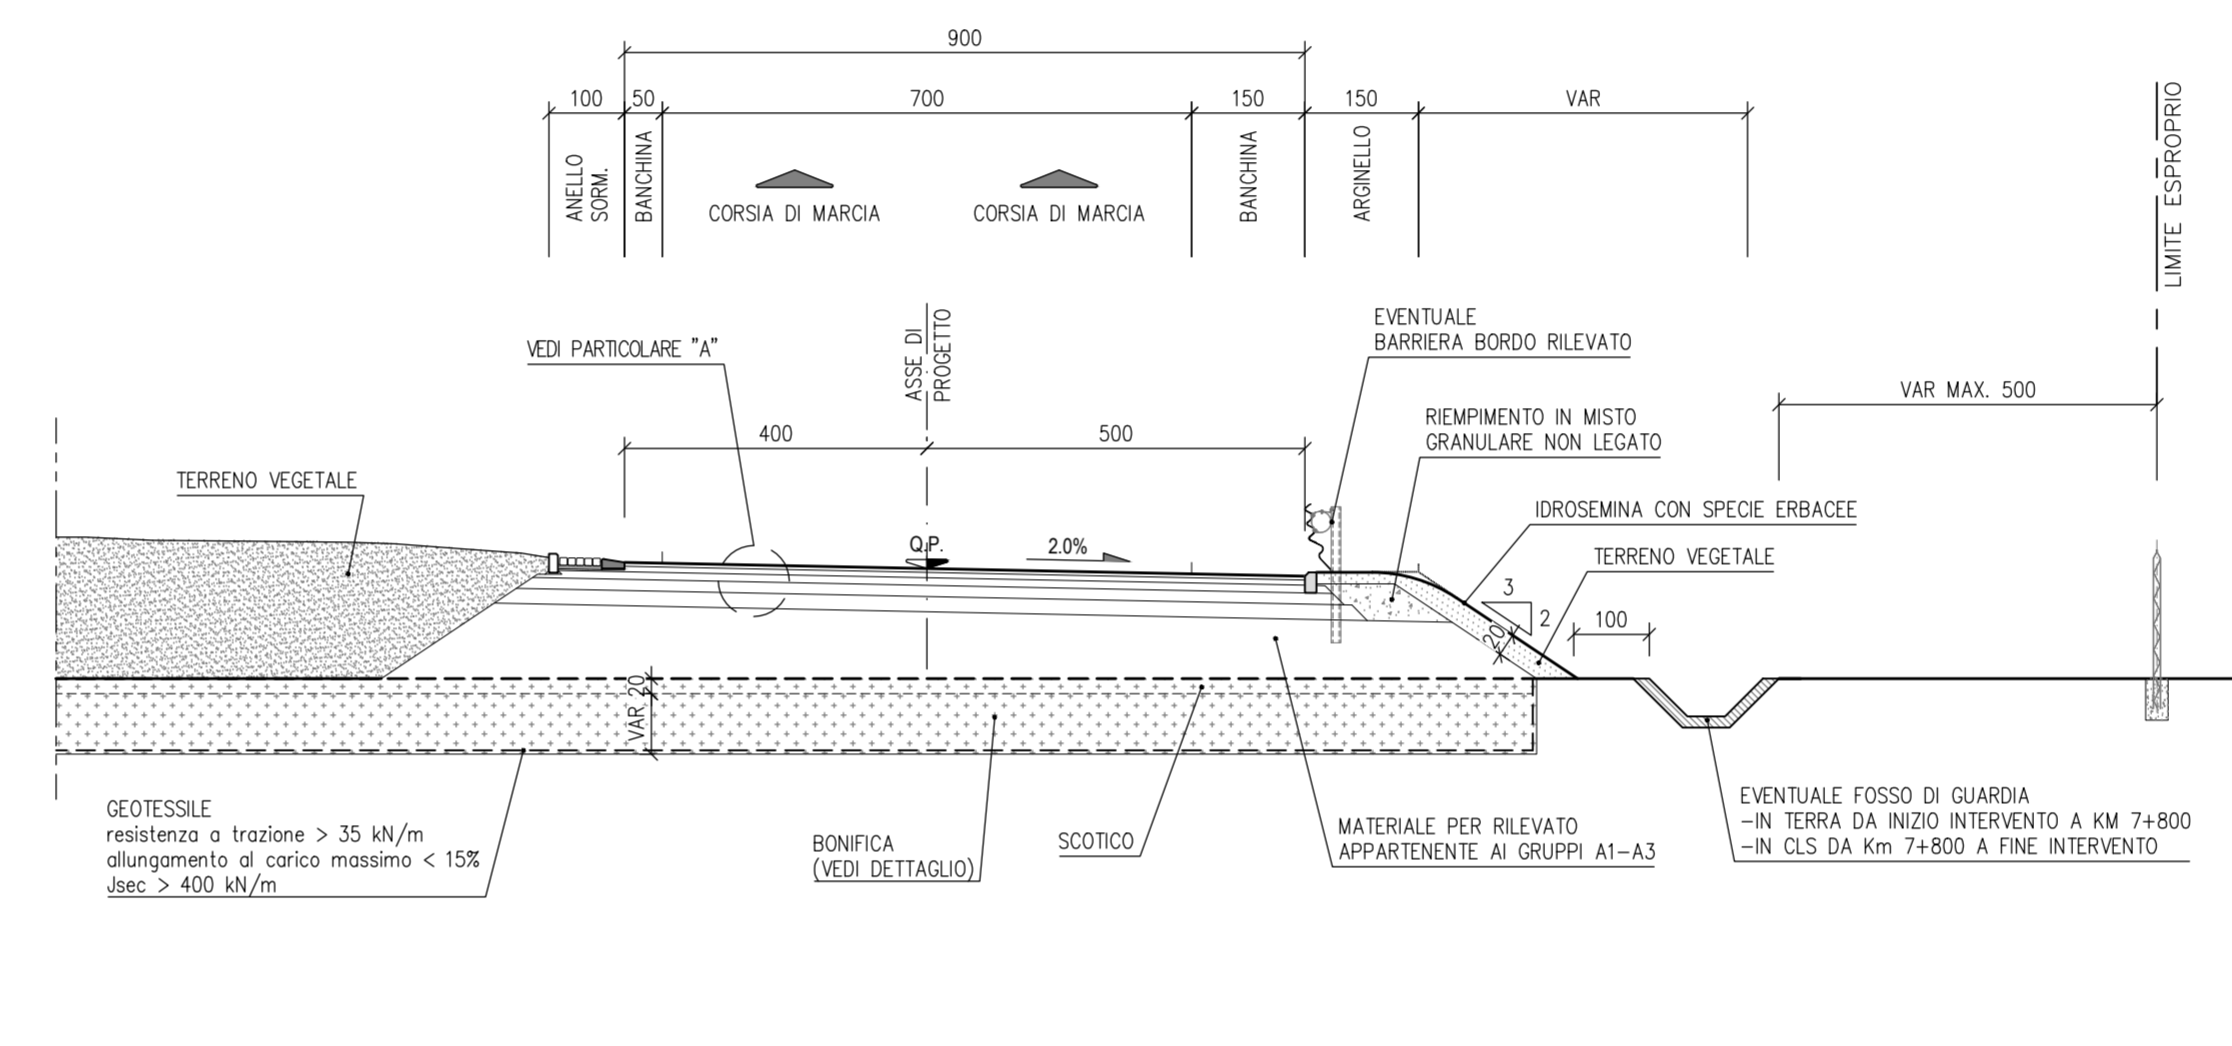 900
100
50
700
150
150
VAR
ANELLO
SORM.
BANCHINA
CORSIA DI MARCIA
CORSIA DI MARCIA
BANCHINA
ARGINELLO
LIMITE ESPROPRIO
VEDI PARTICOLARE "A"
ASSE DI
PROGETTO
EVENTUALE
BARRIERA BORDO RILEVATO
VAR MAX. 500
400
500
RIEMPIMENTO IN MISTO
GRANULARE NON LEGATO
TERRENO VEGETALE
IDROSEMINA CON SPECIE ERBACEE
Q.P.
2.0%
TERRENO VEGETALE
3
2
20
100
20
VAR
GEOTESSILE
resistenza a trazione > 35 kN/m
allungamento al carico massimo < 15%
Jsec > 400 kN/m
BONIFICA
(VEDI DETTAGLIO)
SCOTICO
MATERIALE PER RILEVATO
APPARTENENTE AI GRUPPI A1-A3
EVENTUALE FOSSO DI GUARDIA
-IN TERRA DA INIZIO INTERVENTO A KM 7+800
-IN CLS DA Km 7+800 A FINE INTERVENTO